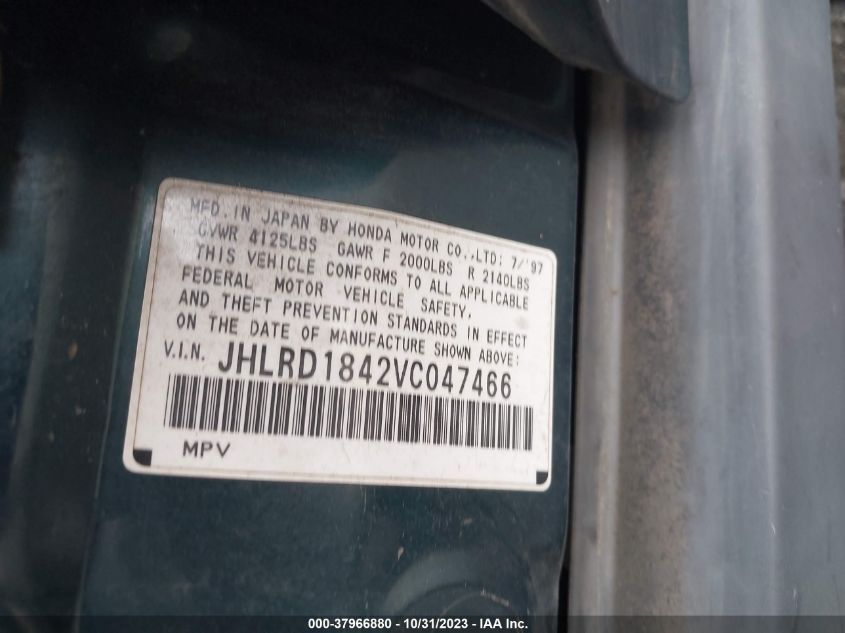 MFD. IN JAPAN BY HONDA MOTOR CO.,LTD: 7/'97
GVWR 4125LBS GAWR F 2000LBS R 2140LBS
THIS VEHICLE CONFORMS TO ALL APPLICABLE
FEDERAL MOTOR VEHICLE SAFETY,
AND THEFT PREVENTION STANDARDS IN EFFECT
ON THE DATE OF MANUFACTURE SHOWN ABOVE:
V.I.N. JHLRD1842VC047466
MPV
000-37966880 - 10/31/2023 - IAAI.com